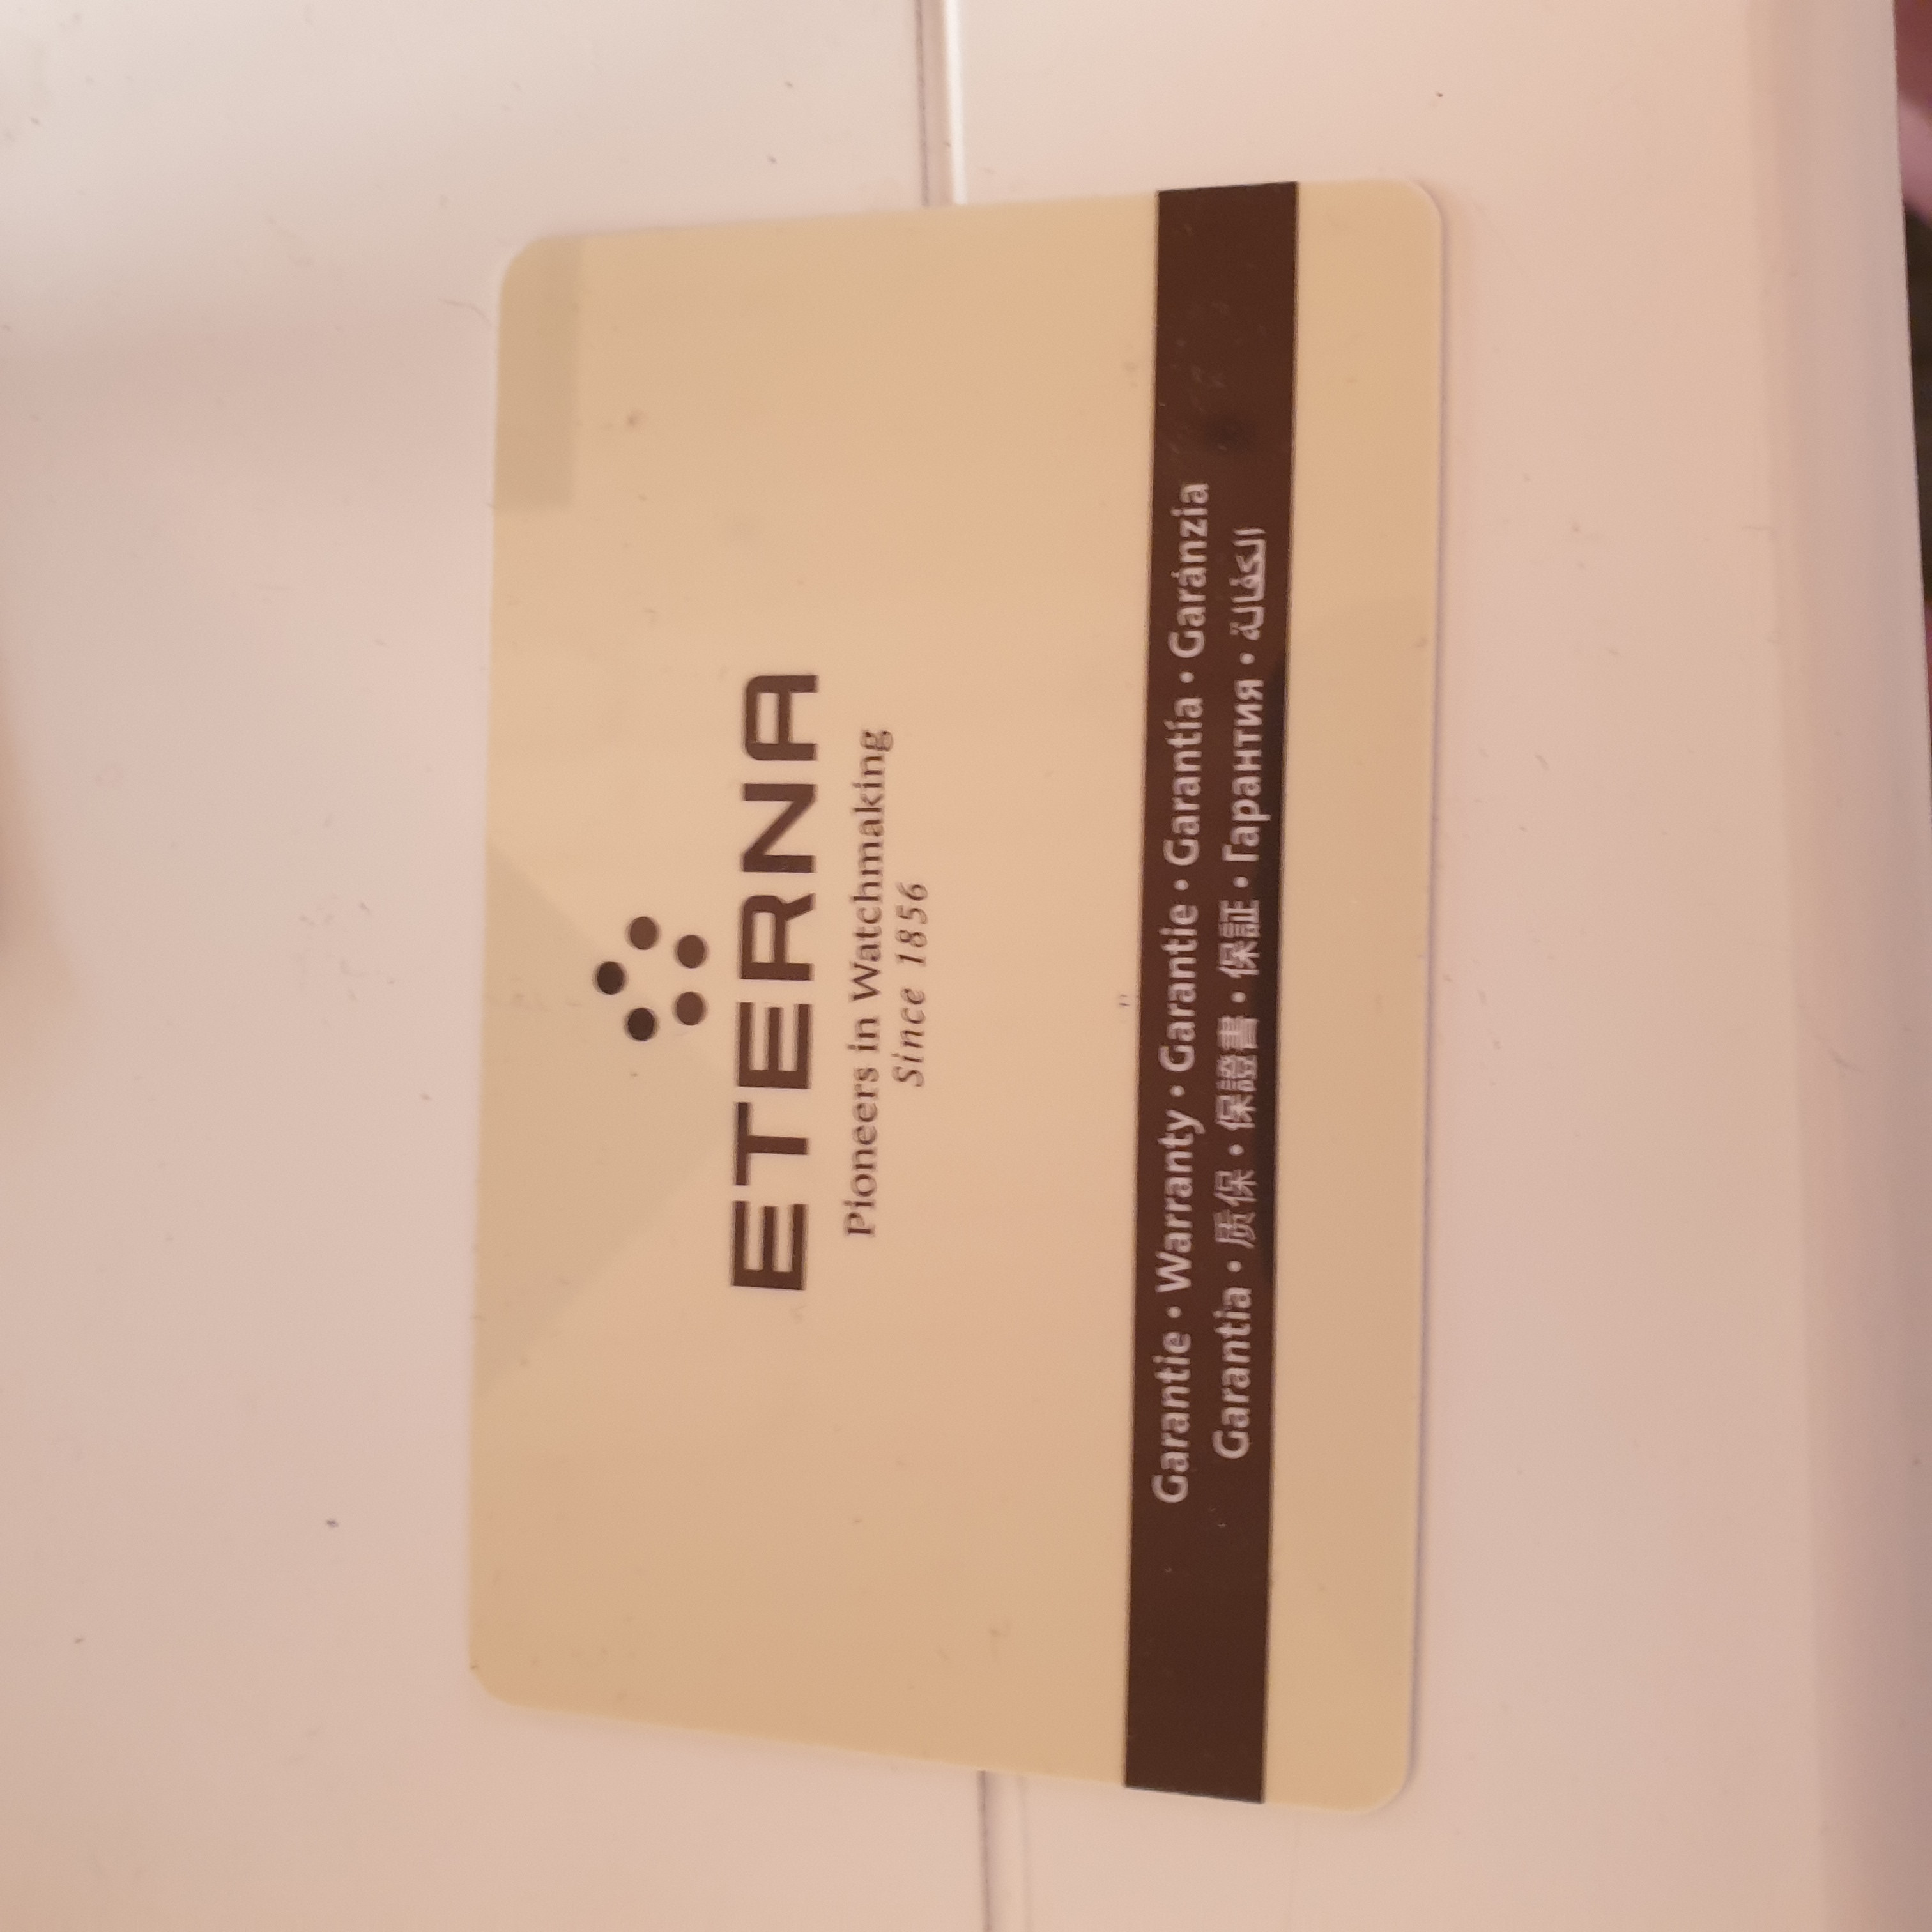 ETERNA
Pioneers in Watchmaking
Since 1856
Garantie • Warranty • Garantie • Garantie • Garantía • Garanzia
Garantia • 质保 • 保證書 • 保証 • Гарантия • الكفالة